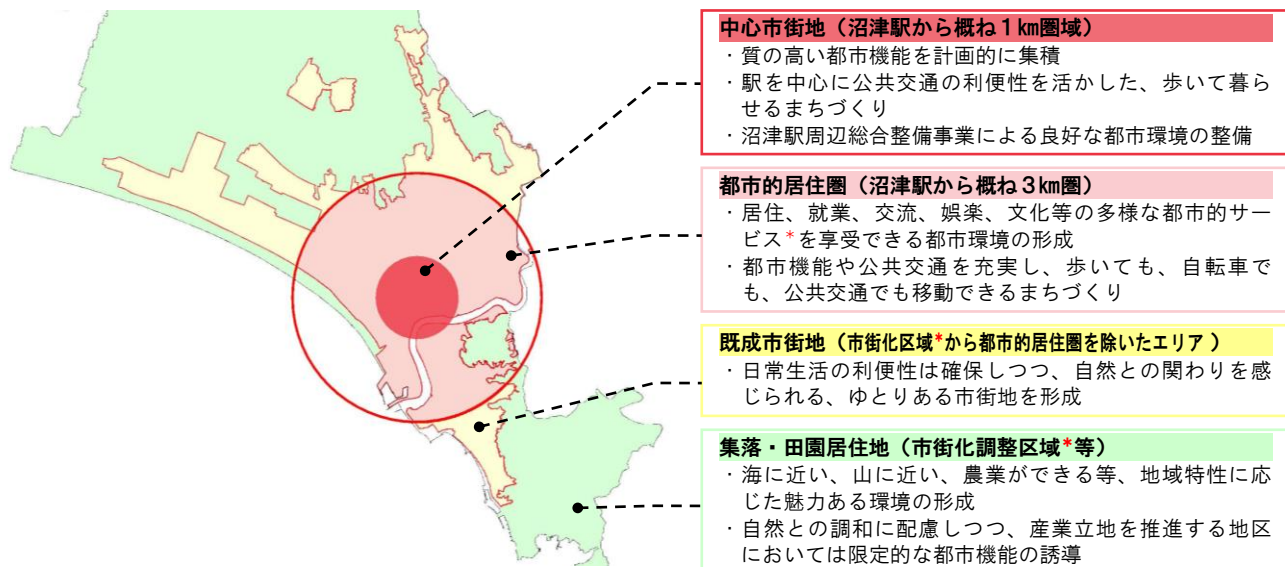 中心市街地（沼津駅から概ね１㎞圏域）
・質の高い都市機能を計画的に集積
・駅を中心に公共交通の利便性を活かした、歩いて暮ら
せるまちづくり
・沼津駅周辺総合整備事業による良好な都市環境の整備
都市的居住圏（沼津駅から概ね３㎞圏）
・居住、就業、交流、娯楽、文化等の多様な都市的サー
ビス*を享受できる都市環境の形成
・都市機能や公共交通を充実し、歩いても、自転車で
も、公共交通でも移動できるまちづくり
既成市街地（市街化区域*から都市的居住圏を除いたエリア）
・日常生活の利便性は確保しつつ、自然との関わりを感
じられる、ゆとりある市街地を形成
集落・田園居住地（市街化調整区域*等）
・海に近い、山に近い、農業ができる等、地域特性に応
じた魅力ある環境の形成
・自然との調和に配慮しつつ、産業立地を推進する地区
においては限定的な都市機能の誘導